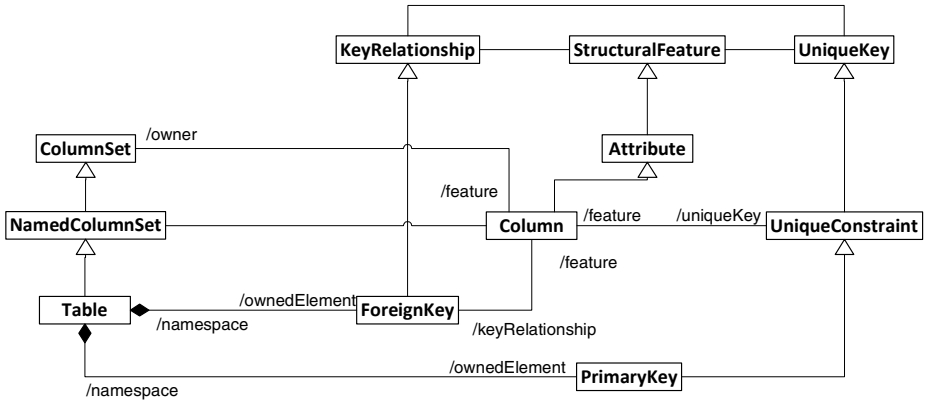 KeyRelationship
StructuralFeature
UniqueKey
/owner
ColumnSet
Attribute
/feature
NamedColumnSet
Column
/feature
/uniqueKey
UniqueConstraint
/feature
/ownedElement
Table
ForeignKey
/namespace
/keyRelationship
/ownedElement
PrimaryKey
/namespace